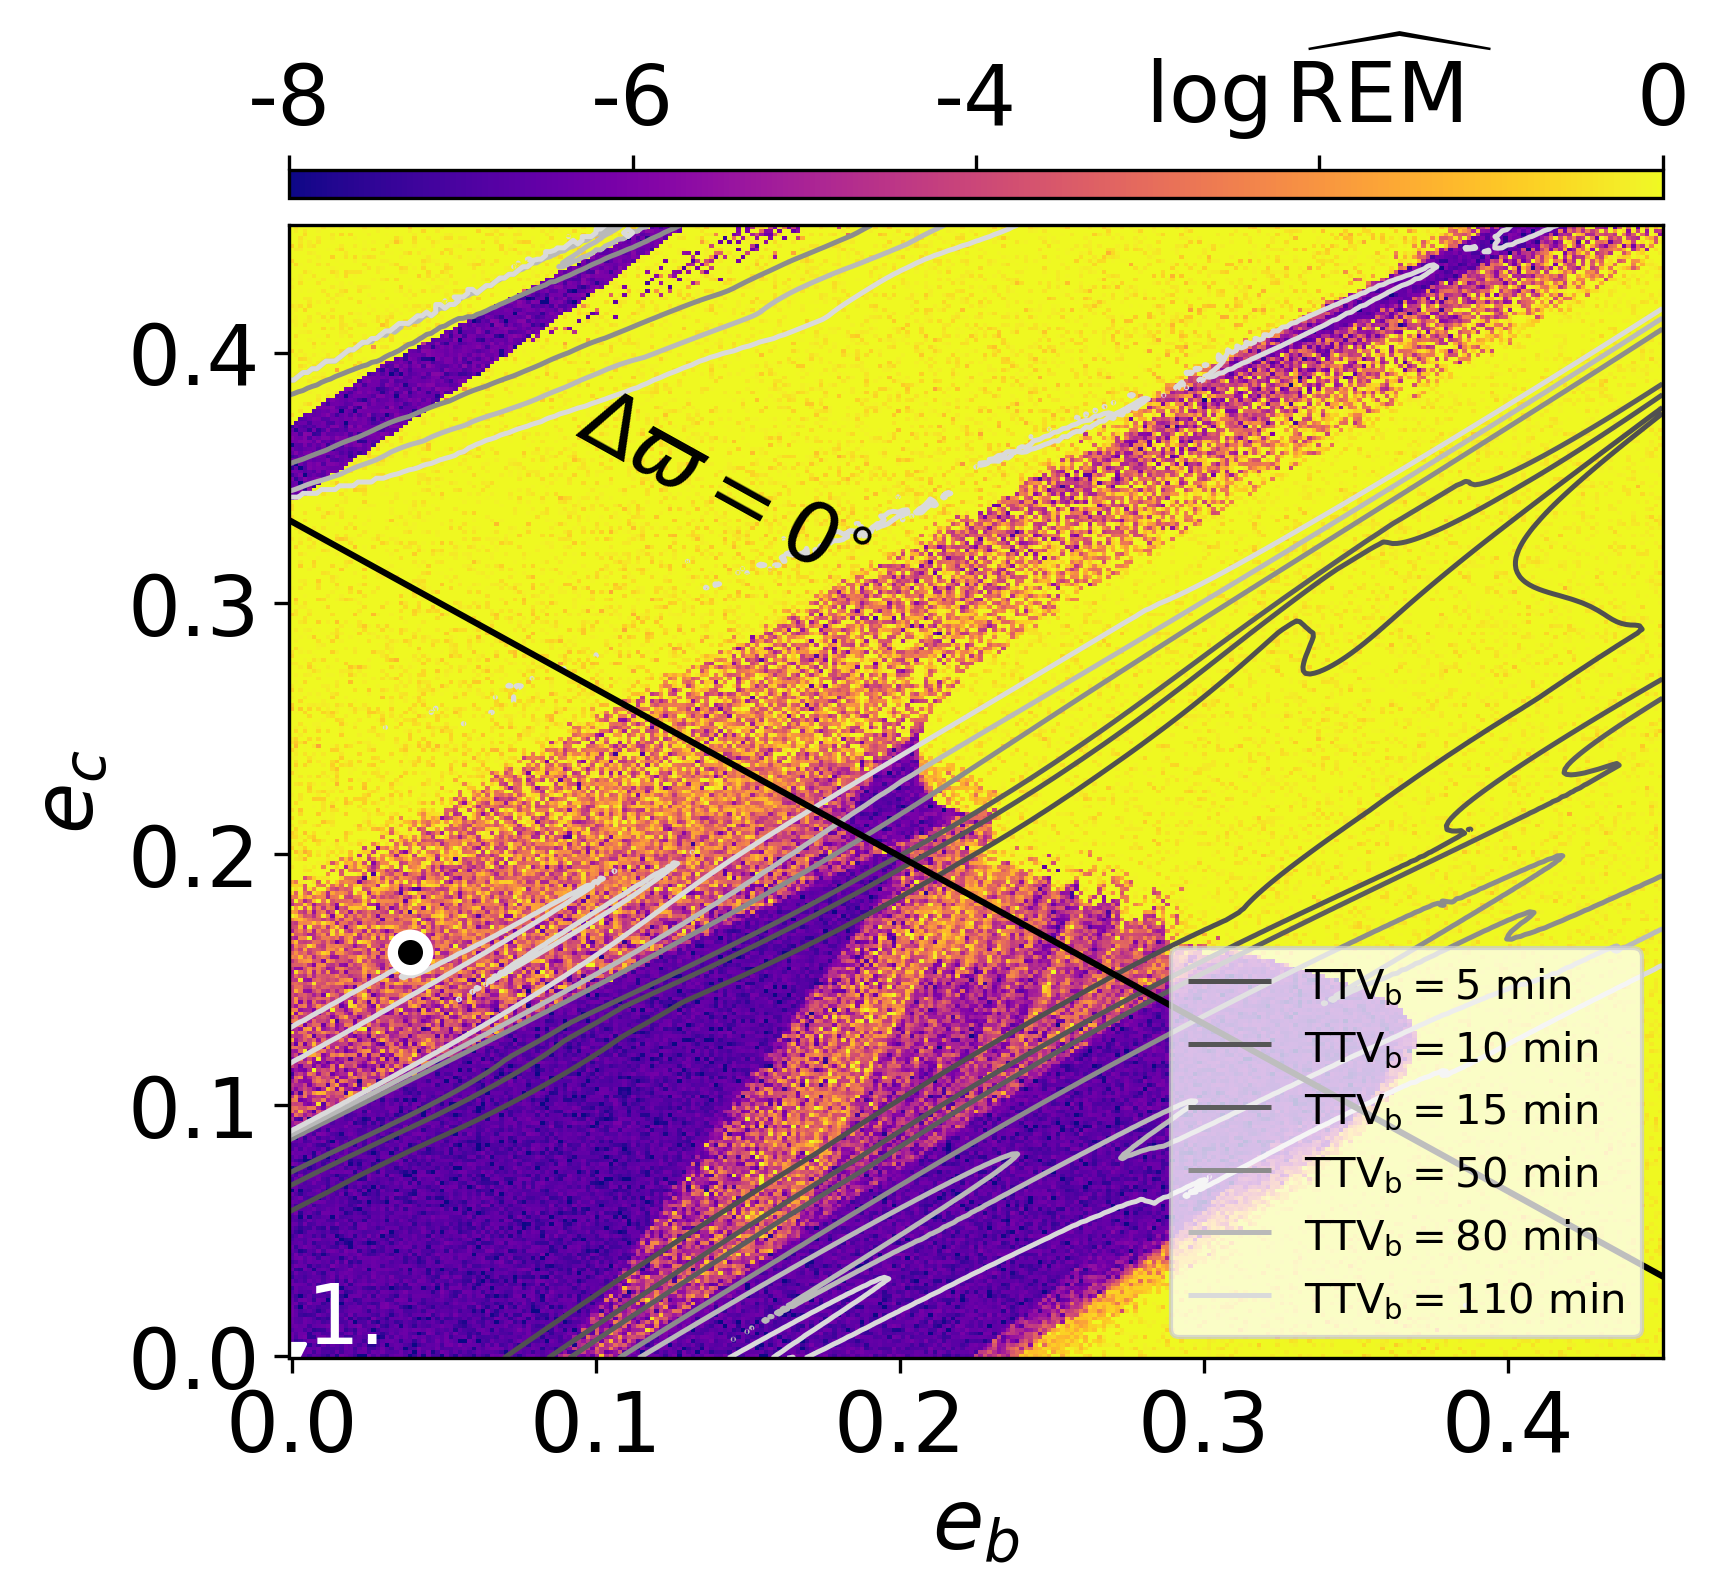 -8 -6 -4 log REM 0
0.4
0.3
0.2
0.1
0.0
e_c
Δϖ = 0°
1.
TTV_b = 5 min
TTV_b = 10 min
TTV_b = 15 min
TTV_b = 50 min
TTV_b = 80 min
TTV_b = 110 min
0.0 0.1 0.2 0.3 0.4
e_b